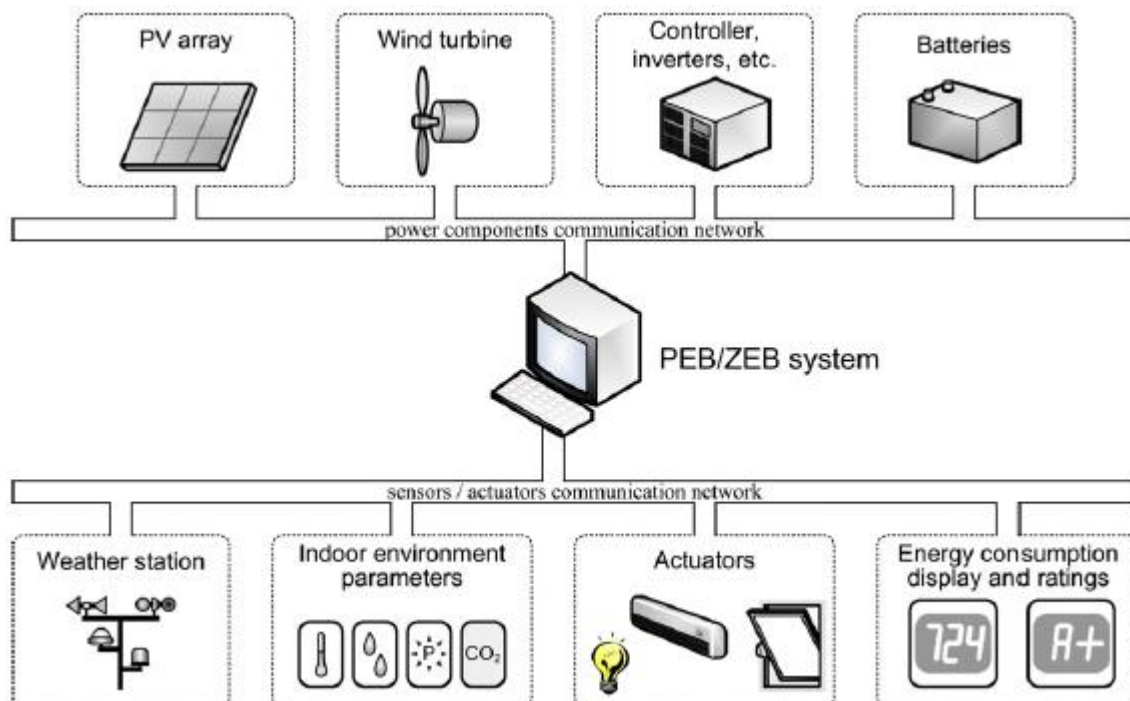 PV array
Wind turbine
Controller,
inverters, etc.
Batteries
power components communication network
PEB/ZEB system
sensors / actuators communication network
Weather station
Indoor environment
parameters
P
CO₂
Actuators
Energy consumption
display and ratings
724
A+